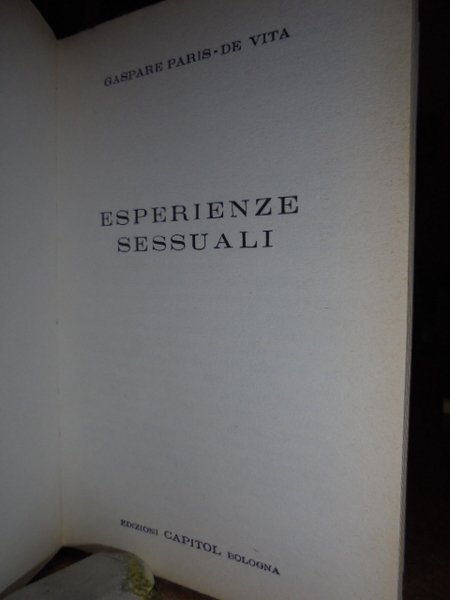 GASPARE PARIS-DE VITA
ESPERIENZE
SESSUALI
EDIZIONI CAPITOL BOLOGNA